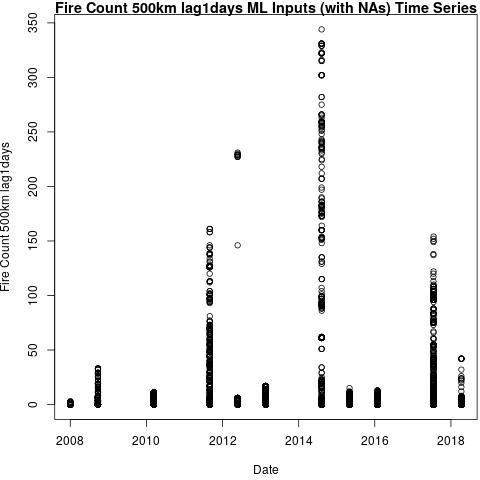 Fire Count 500km lag1days ML Inputs (with NAs) Time Series
Fire Count 500km lag1days
350
300
250
200
150
100
50
0
2008 2010 2012 2014 2016 2018
Date